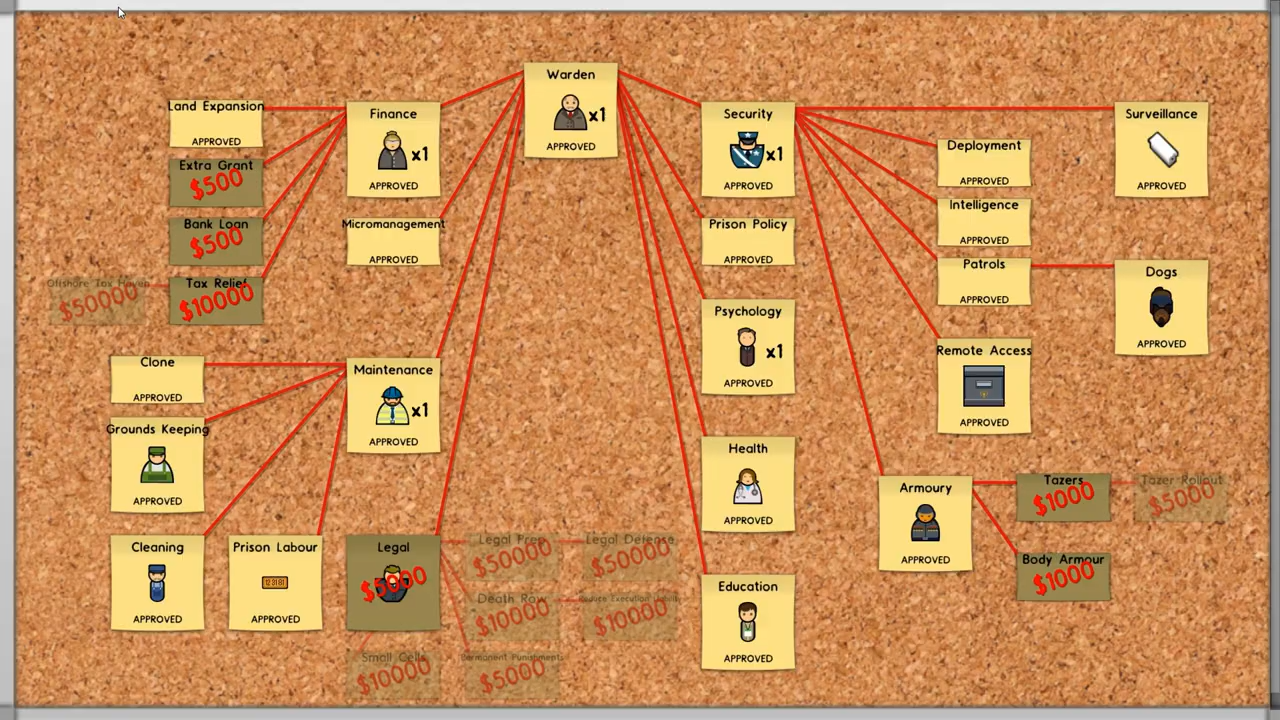 Warden
x1
APPROVED
Land Expansion
APPROVED
Extra Grant
$500
Bank Loan
$500
Offshore Tax Haven
$50000
Tax Relief
$10000
Finance
x1
APPROVED
Micromanagement
APPROVED
Clone
APPROVED
Grounds Keeping
APPROVED
Maintenance
x1
APPROVED
Cleaning
APPROVED
Prison Labour
123181
APPROVED
Legal
$5000
Legal Prep
$50000
Legal Defense
$50000
Death Row
$10000
Reduce Execution Liability
$10000
Small Cells
$10000
Permanent Punishments
$5000
Security
x1
APPROVED
Prison Policy
APPROVED
Psychology
x1
APPROVED
Health
APPROVED
Education
APPROVED
Deployment
APPROVED
Intelligence
APPROVED
Patrols
APPROVED
Remote Access
APPROVED
Surveillance
APPROVED
Dogs
APPROVED
Armoury
APPROVED
Tazers
$1000
Tazer Rollout
$5000
Body Armour
$1000